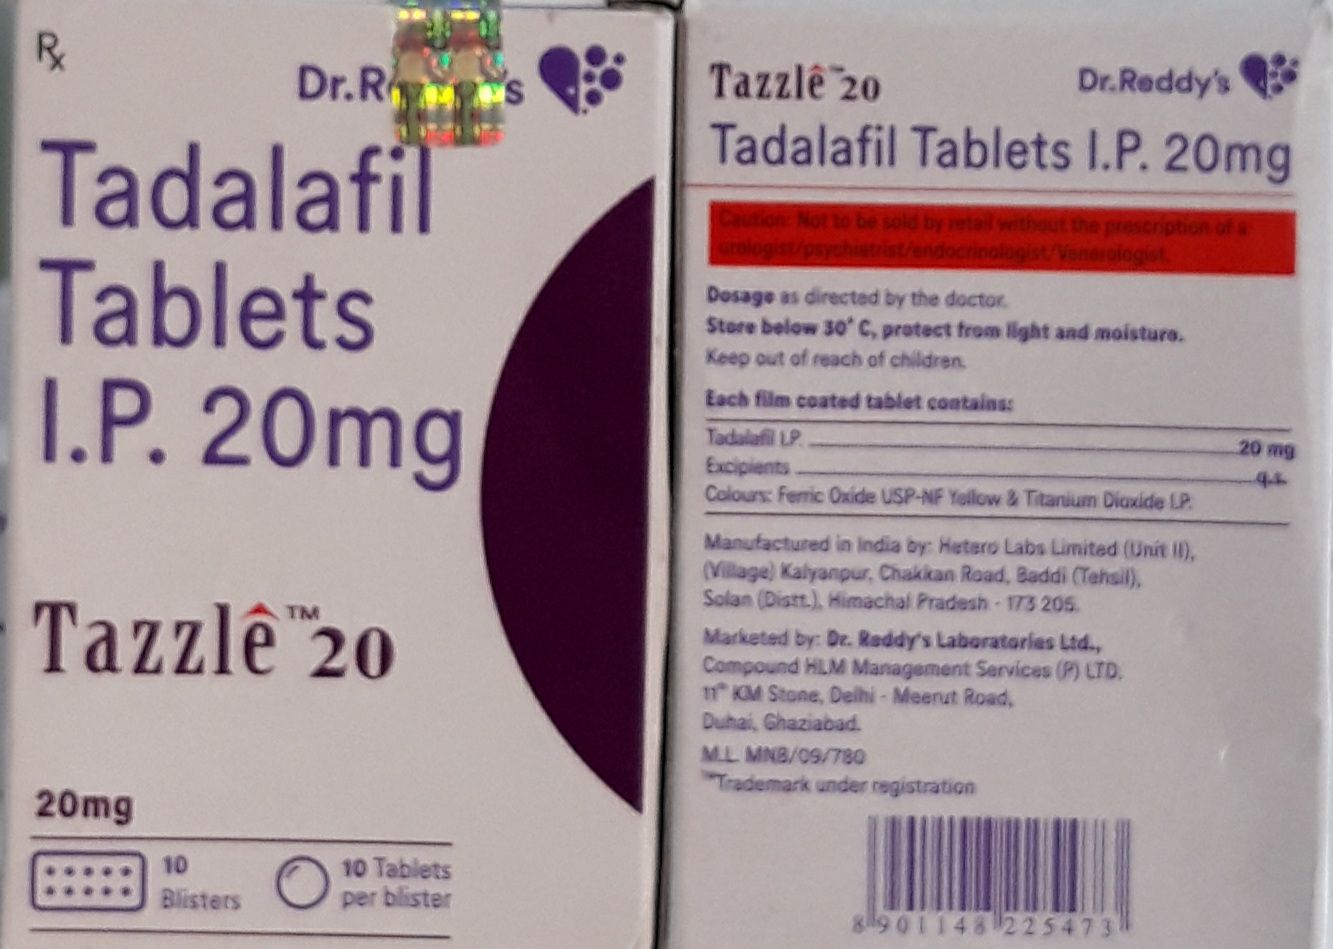 Rx
Dr.R s
Tadalafil
Tablets
I.P. 20mg
Tazzlê™20
20mg
10
Blisters
10 Tablets
per blister
Tazzlê™20
Dr.Reddy's
Tadalafil Tablets I.P. 20mg
Caution: Not to be sold by retail without the prescription of a
urologist/psychiatrist/endocrinologist/Venerologist.
Dosage as directed by the doctor.
Store below 30° C, protect from light and moisture.
Keep out of reach of children.
Each film coated tablet contains:
Tadalafil I.P. 20 mg
Excipients q.s.
Colours: Ferric Oxide USP-NF Yellow & Titanium Dioxide I.P.
Manufactured in India by: Hetero Labs Limited (Unit II),
(Village) Kalyanpur, Chakkan Road, Baddi (Tehsil),
Solan (Distt.), Himachal Pradesh - 173 205.
Marketed by: Dr. Reddy's Laboratories Ltd.,
Compound HLM Management Services (P) LTD.
11th KM Stone, Delhi - Meerut Road,
Duhai, Ghaziabad.
M.L. MNB/09/780
™Trademark under registration
8 901148 225473